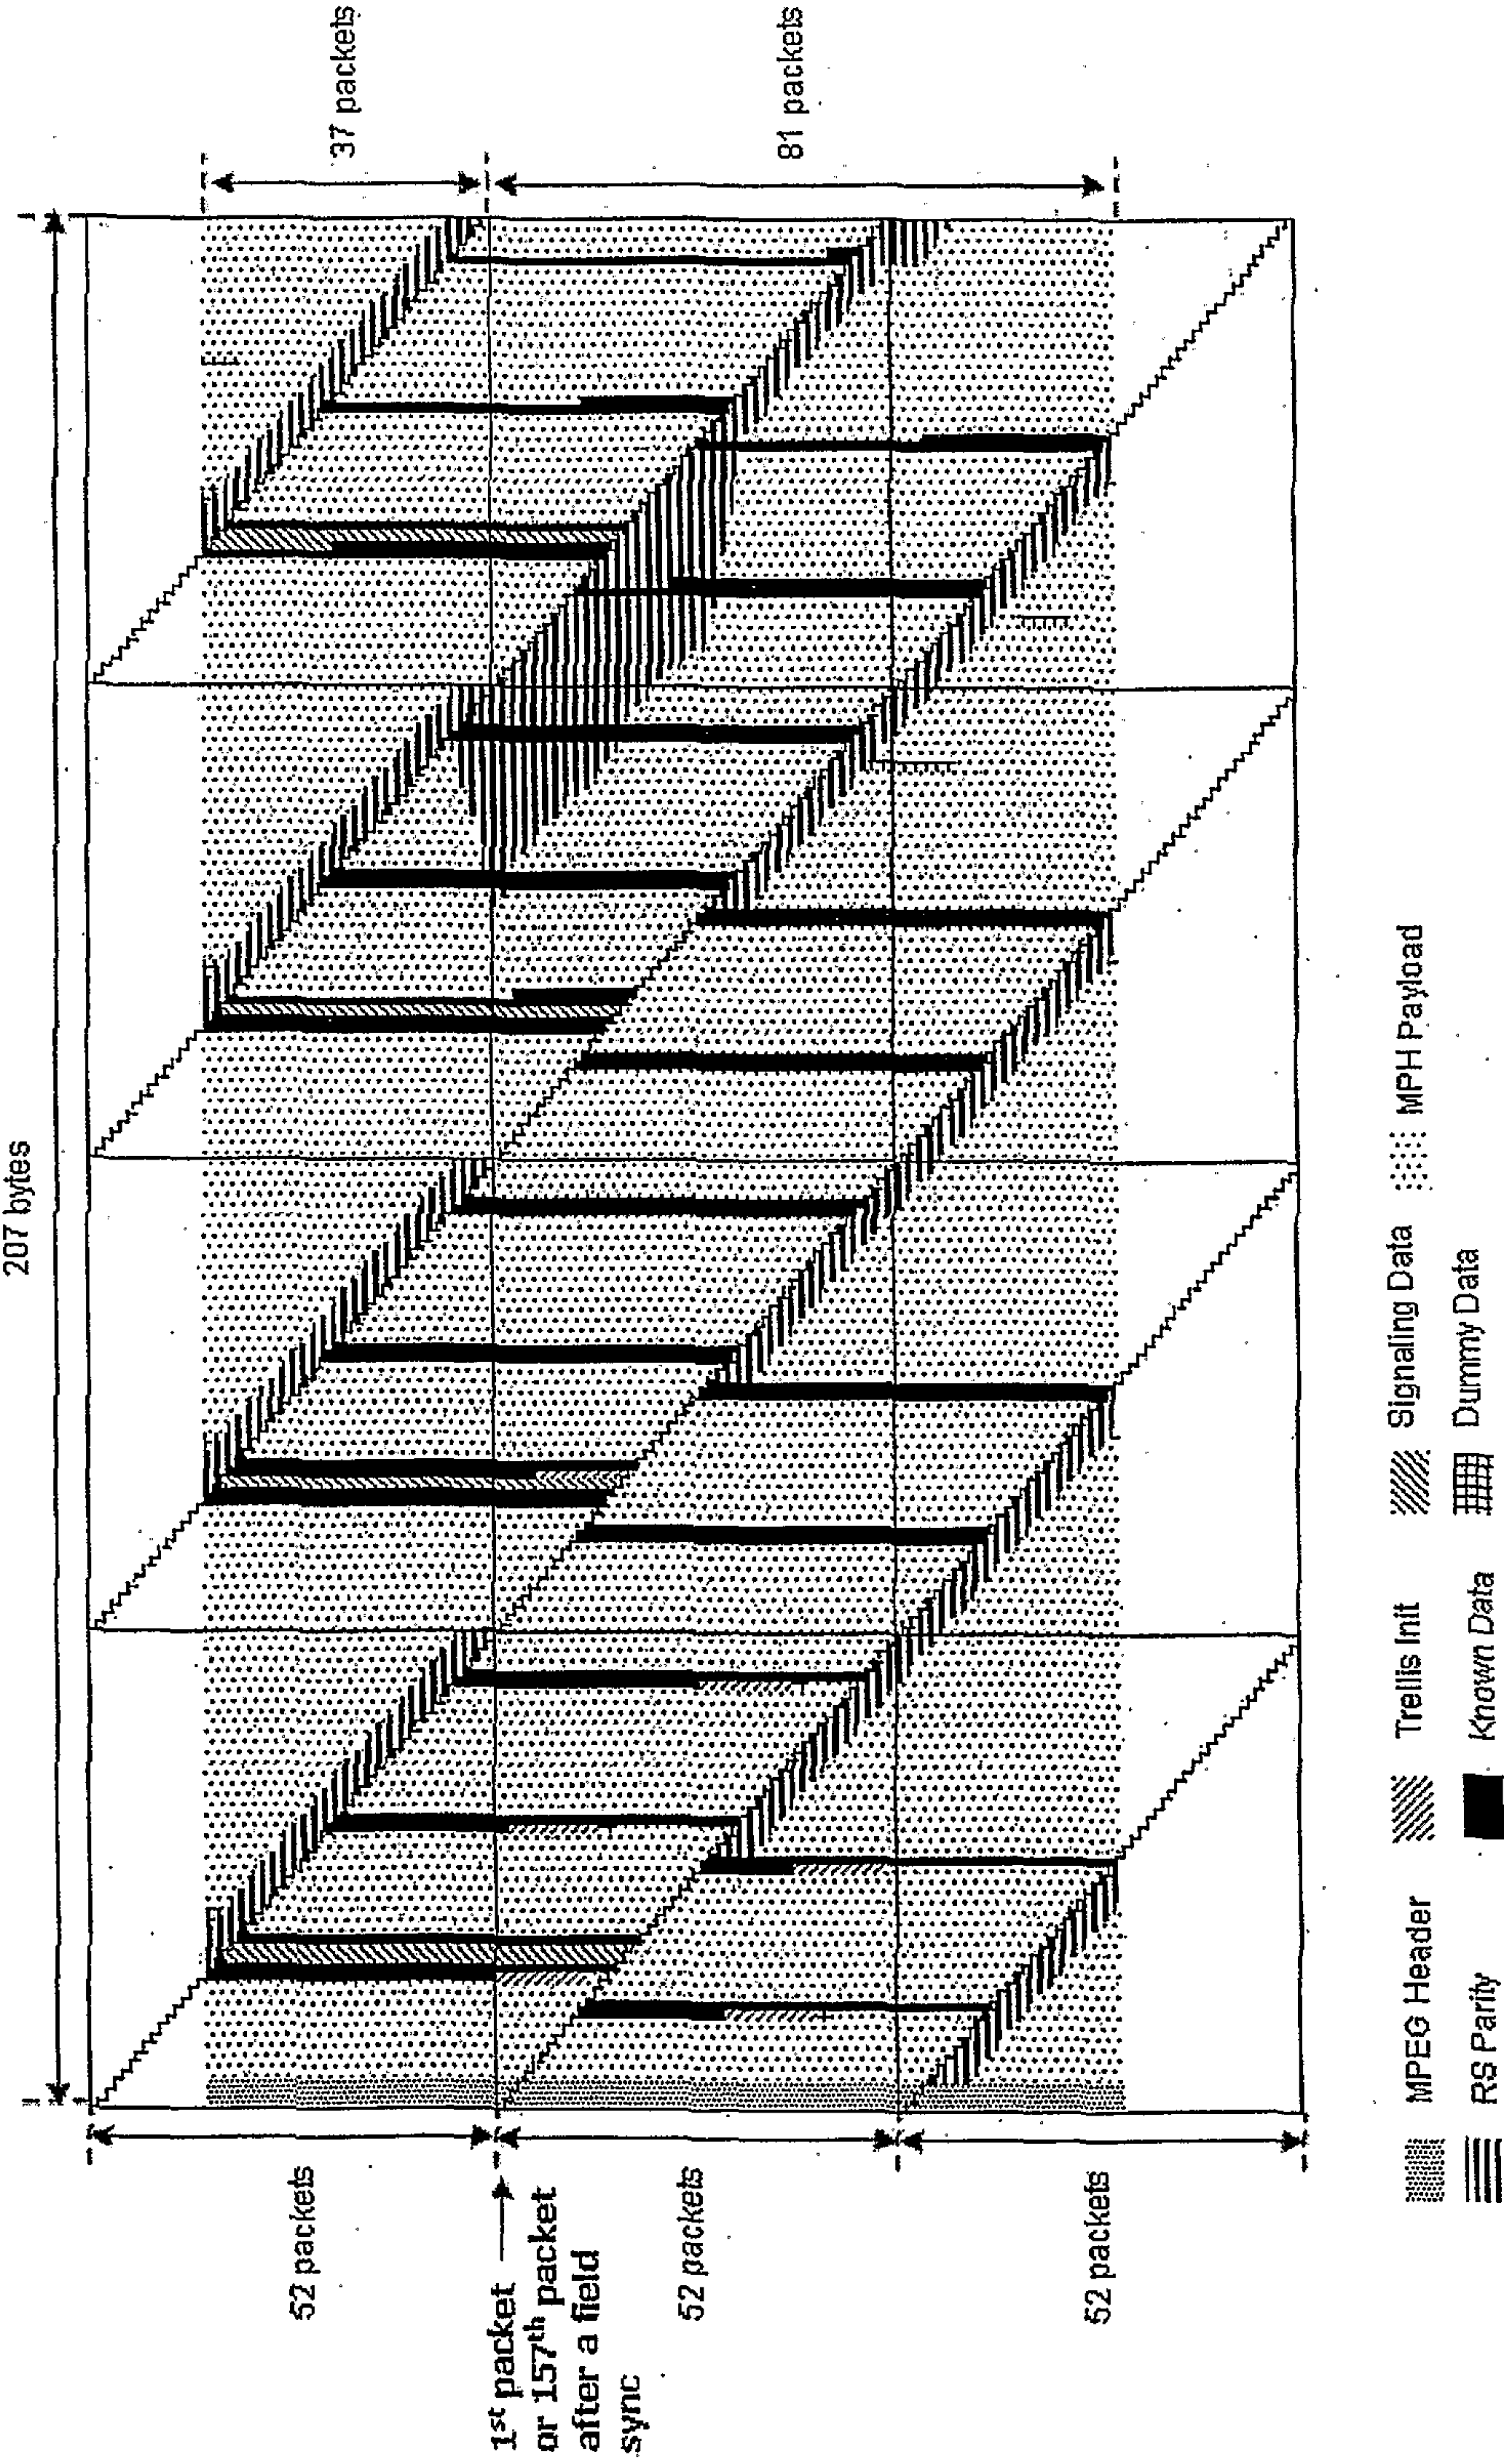 207 bytes
37 packets
81 packets
52 packets
1st packet
or 157th packet
after a field
sync
52 packets
52 packets
MPEG Header
Trellis Init
Signaling Data
MPH Payload
RS Parity
Known Data
Dummy Data